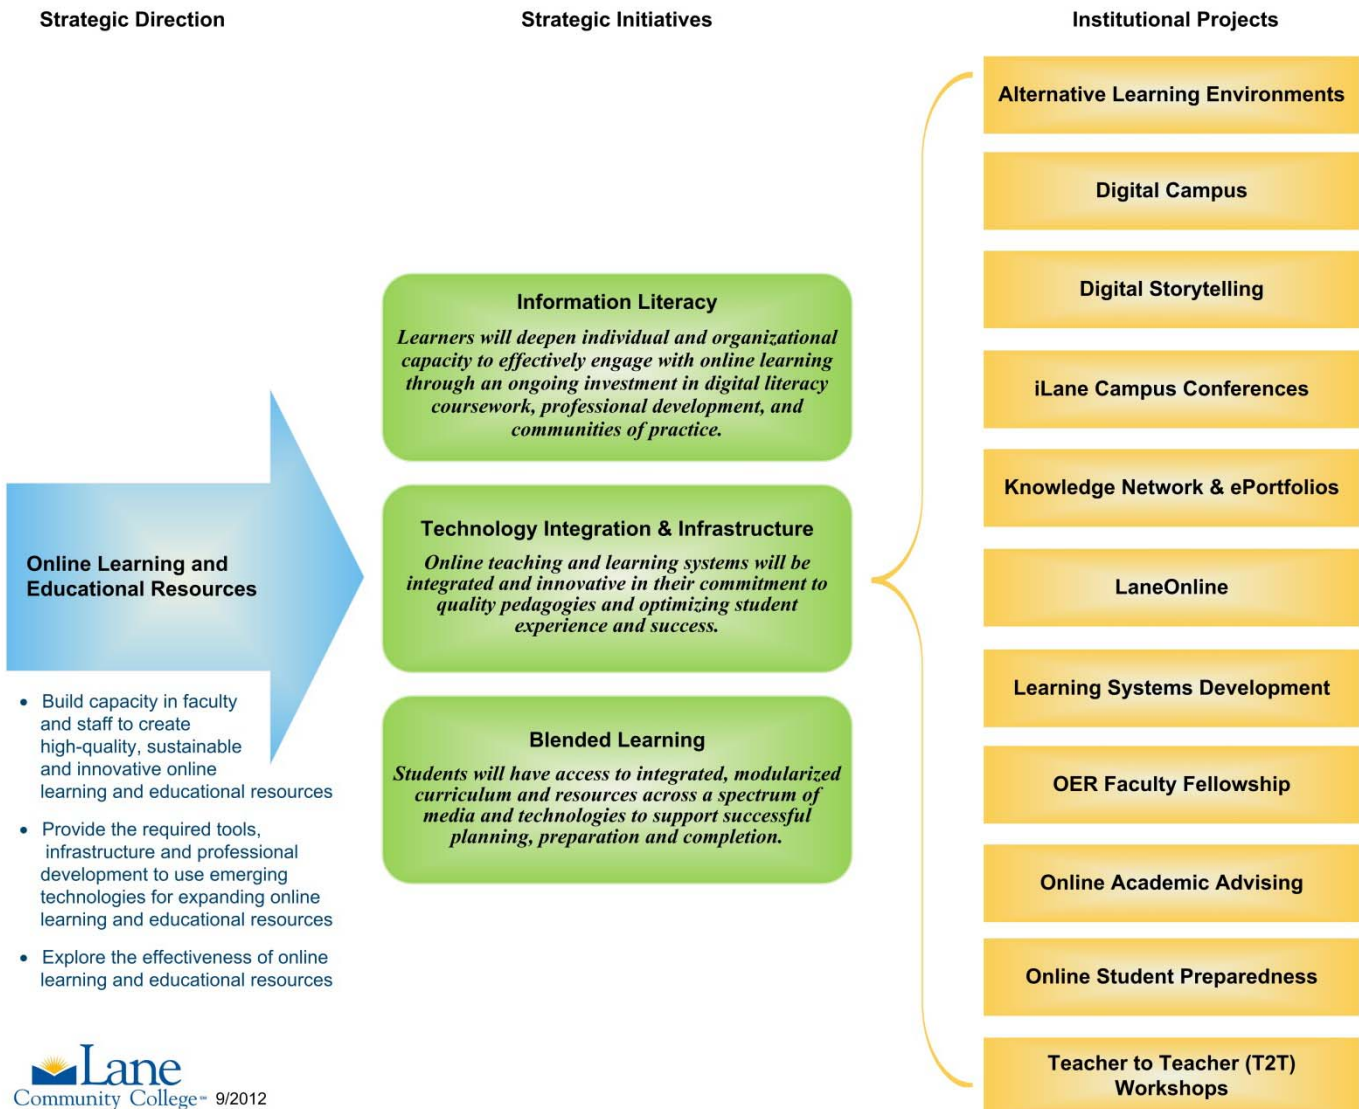 Strategic Direction
Strategic Initiatives
Institutional Projects
Online Learning and
Educational Resources
• Build capacity in faculty
and staff to create
high-quality, sustainable
and innovative online
learning and educational resources
• Provide the required tools,
infrastructure and professional
development to use emerging
technologies for expanding online
learning and educational resources
• Explore the effectiveness of online
learning and educational resources
Information Literacy
Learners will deepen individual and organizational
capacity to effectively engage with online learning
through an ongoing investment in digital literacy
coursework, professional development, and
communities of practice.
Technology Integration & Infrastructure
Online teaching and learning systems will be
integrated and innovative in their commitment to
quality pedagogies and optimizing student
experience and success.
Blended Learning
Students will have access to integrated, modularized
curriculum and resources across a spectrum of
media and technologies to support successful
planning, preparation and completion.
Alternative Learning Environments
Digital Campus
Digital Storytelling
iLane Campus Conferences
Knowledge Network & ePortfolios
LaneOnline
Learning Systems Development
OER Faculty Fellowship
Online Academic Advising
Online Student Preparedness
Teacher to Teacher (T2T)
Workshops
Lane
Community College℠ 9/2012